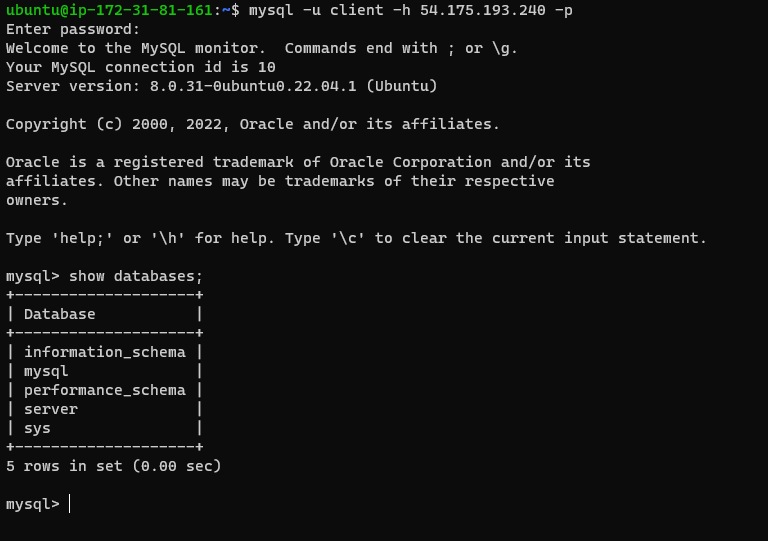 ubuntu@ip-172-31-81-161:~$ mysql -u client -h 54.175.193.240 -p
Enter password:
Welcome to the MySQL monitor.  Commands end with ; or \g.
Your MySQL connection id is 10
Server version: 8.0.31-0ubuntu0.22.04.1 (Ubuntu)

Copyright (c) 2000, 2022, Oracle and/or its affiliates.

Oracle is a registered trademark of Oracle Corporation and/or its
affiliates. Other names may be trademarks of their respective
owners.

Type 'help;' or '\h' for help. Type '\c' to clear the current input statement.

mysql> show databases;
+--------------------+
| Database           |
+--------------------+
| information_schema |
| mysql              |
| performance_schema |
| server             |
| sys                |
+--------------------+
5 rows in set (0.00 sec)

mysql>